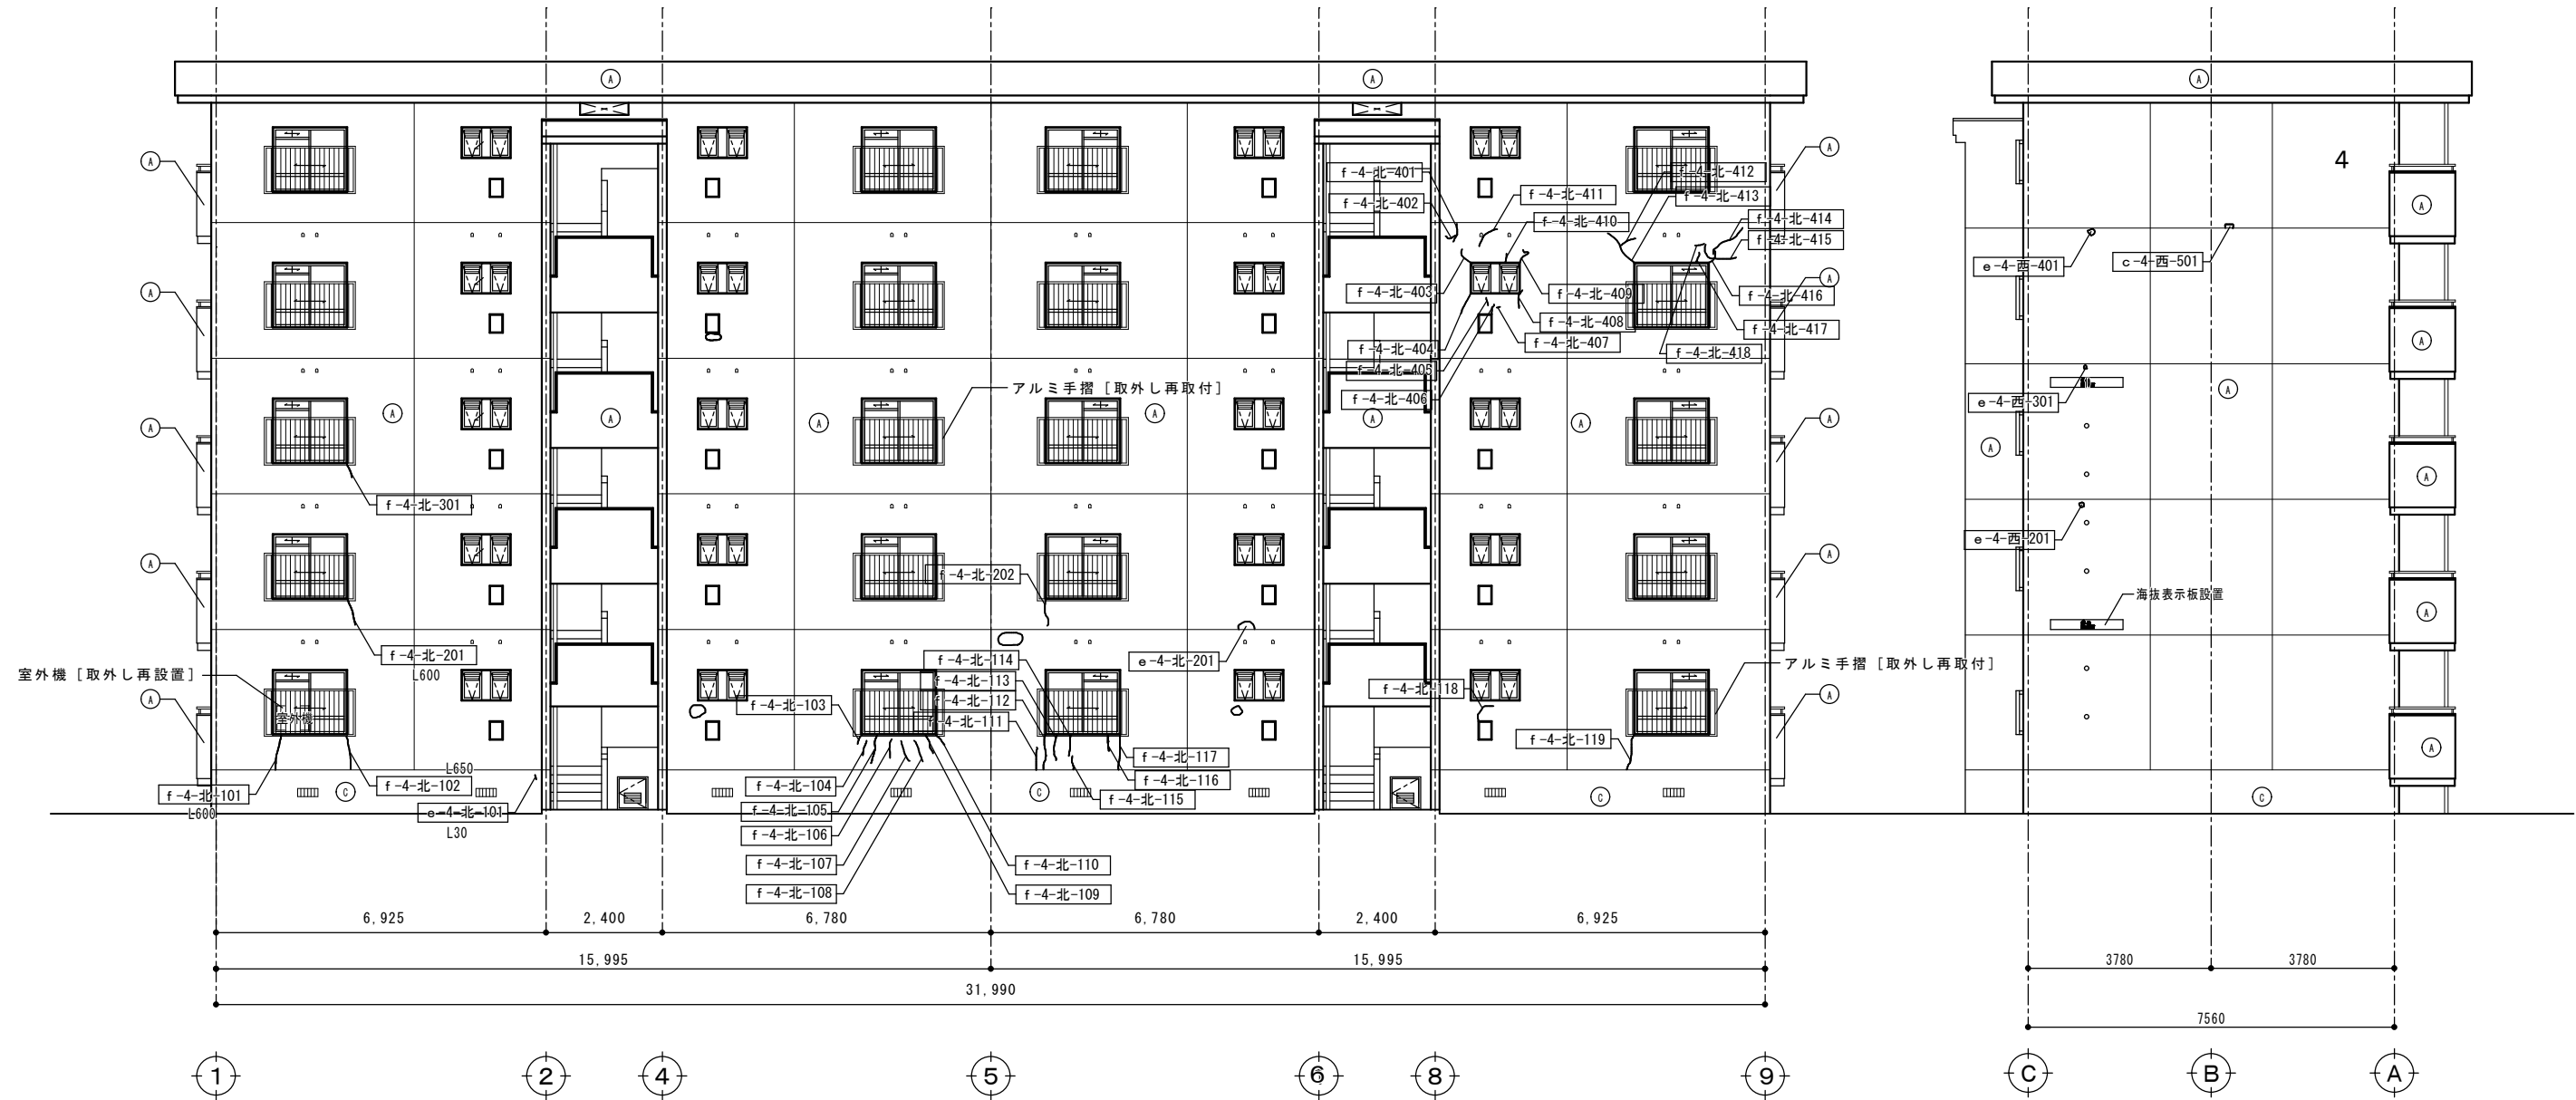 A
A
A
4
A
A
f-4-北-401
f-4-北-412
f-4-北-411
f-4-北-413
f-4-北-402
f-4-北-410
f-4-北-414
f-4-北-415
A
e-4-西-401
c-4-西-501
A
A
f-4-北-403
f-4-北-409
f-4-北-416
f-4-北-408
f-4-北-417
f-4-北-407
f-4-北-404
f-4-北-418
A
f-4-北-405
アルミ手摺［取外し再取付］
A
f-4-北-406
e-4-西-301
A
A
A
A
A
A
A
A
A
A
A
f-4-北-301
e-4-西-201
A
A
f-4-北-202
海抜表示板設置
A
f-4-北-201
f-4-北-114
e-4-北-201
アルミ手摺［取外し再取付］
室外機［取外し再設置］
L600
f-4-北-113
f-4-北-118
A
A
f-4-北-103
f-4-北-112
室外機
f-4-北-111
f-4-北-119
A
f-4-北-117
L650
f-4-北-102
f-4-北-104
f-4-北-116
f-4-北-101
C
C
f-4-北-115
C
C
L600
e-4-北-101
f-4-北-105
L30
f-4-北-106
f-4-北-107
f-4-北-110
f-4-北-108
f-4-北-109
6,925
2,400
6,780
6,780
2,400
6,925
15,995
15,995
3780
3780
31,990
7560
1
2
4
5
6
8
9
C
B
A